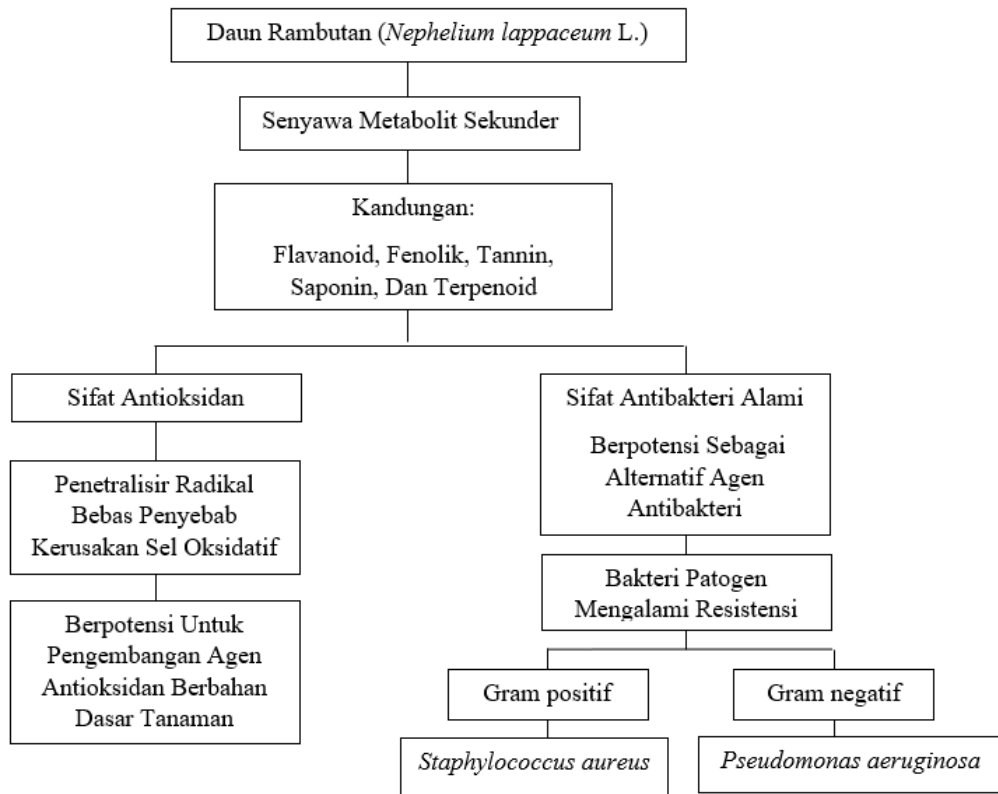 Daun Rambutan (Nephelium lappaceum L.)
Senyawa Metabolit Sekunder
Kandungan:
Flavanoid, Fenolik, Tannin,
Saponin, Dan Terpenoid
Sifat Antioksidan
Penetralisir Radikal
Bebas Penyebab
Kerusakan Sel Oksidatif
Berpotensi Untuk
Pengembangan Agen
Antioksidan Berbahan
Dasar Tanaman
Sifat Antibakteri Alami
Berpotensi Sebagai
Alternatif Agen
Antibakteri
Bakteri Patogen
Mengalami Resistensi
Gram positif
Staphylococcus aureus
Gram negatif
Pseudomonas aeruginosa